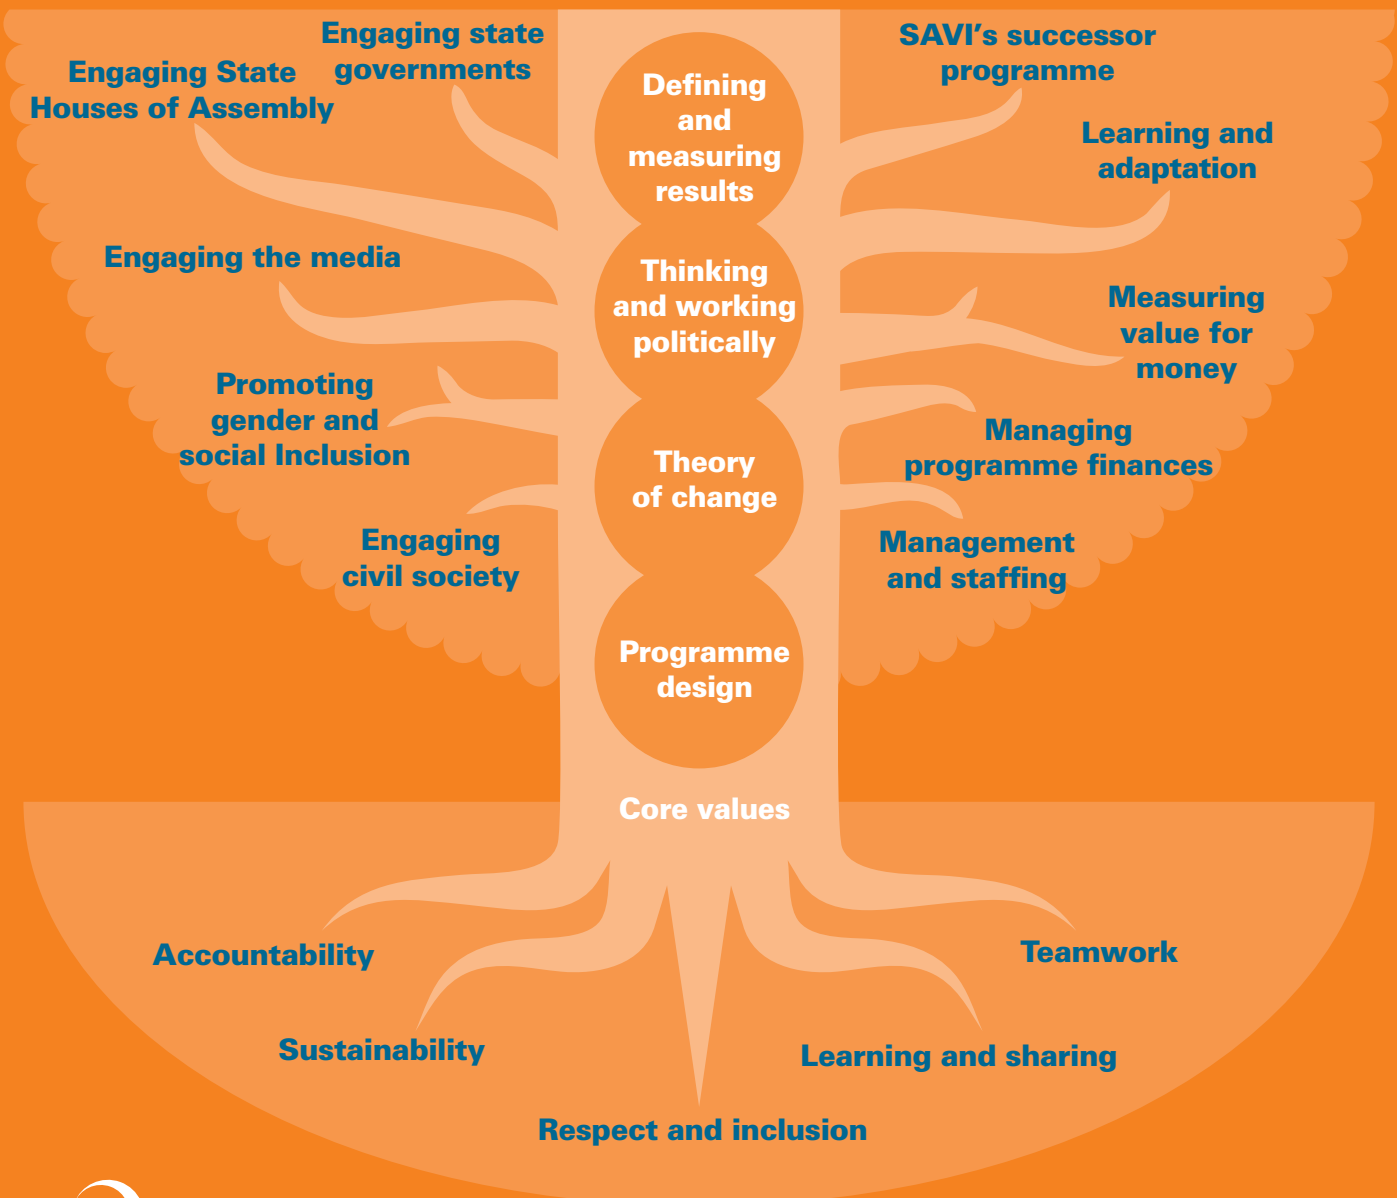 Engaging state
governments
Engaging State
Houses of Assembly
Engaging the media
Promoting
gender and
social Inclusion
Engaging
civil society
Defining
and
measuring
results
Thinking
and working
politically
Theory
of change
Programme
design
Core values
SAVI's successor
programme
Learning and
adaptation
Measuring
value for
money
Managing
programme finances
Management
and staffing
Accountability
Sustainability
Respect and inclusion
Learning and sharing
Teamwork